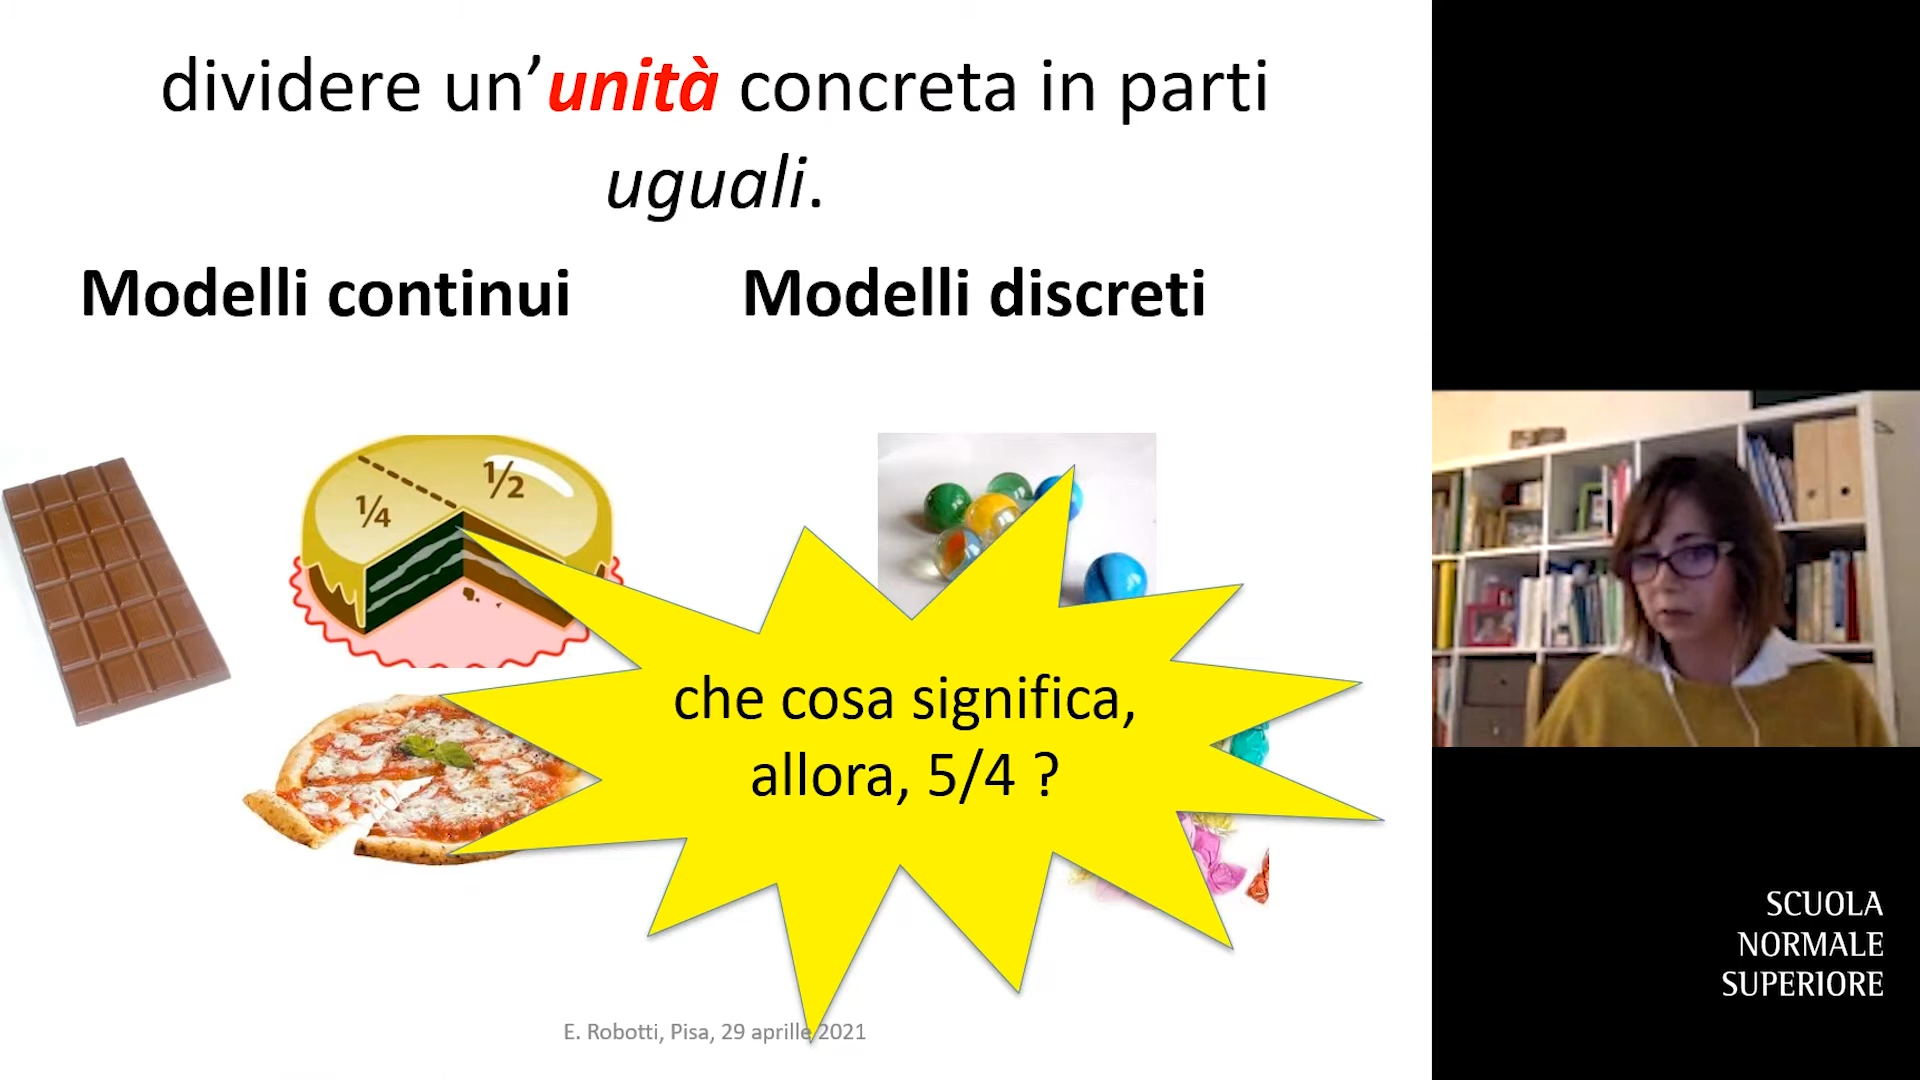 dividere un’unità concreta in parti
uguali.
Modelli continui
Modelli discreti
1/4
1/2
che cosa significa,
allora, 5/4 ?
E. Robotti, Pisa, 29 aprille 2021
SCUOLA
NORMALE
SUPERIORE